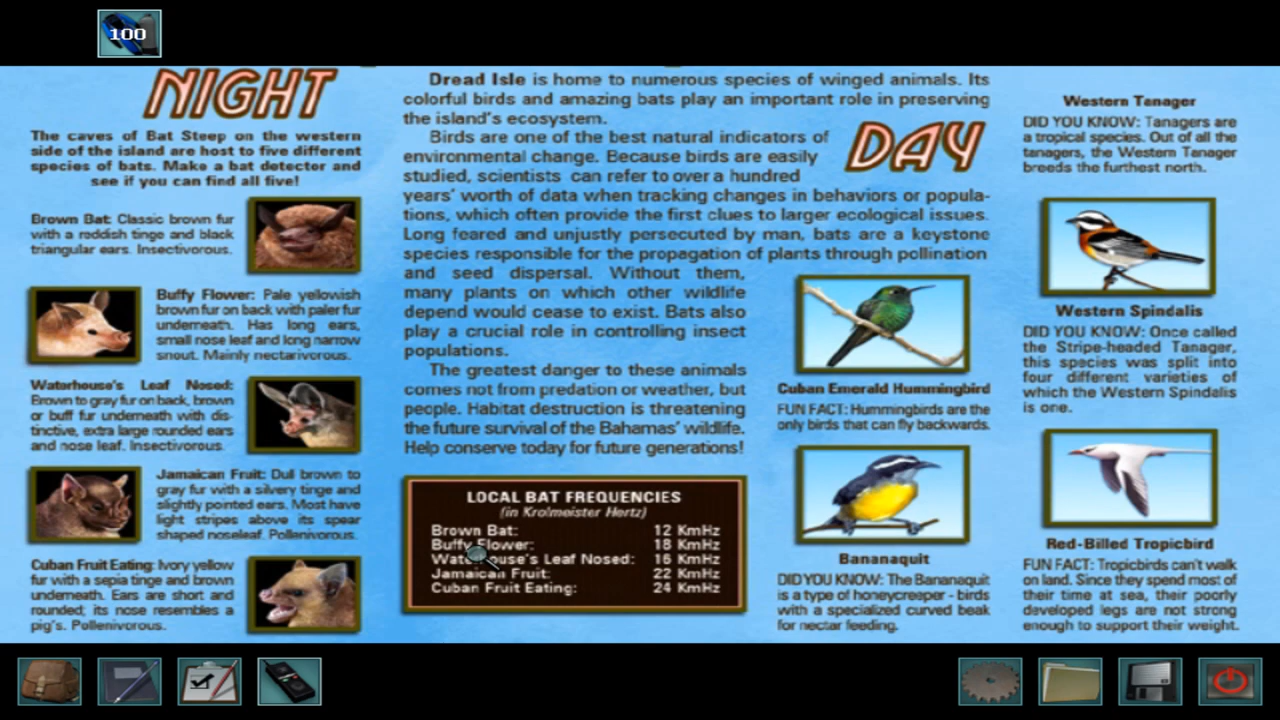 100
NIGHT
The caves of Bat Steep on the western
side of the island are host to five different
species of bats. Make a bat detector and
see if you can find all five!
Brown Bat: Classic brown fur
with a reddish tinge and black
triangular ears. Insectivorous.
Buffy Flower: Pale yellowish
brown fur on back with paler fur
underneath. Has long ears,
small nose leaf and long narrow
snout. Mainly nectarivorous.
Waterhouse's Leaf Nosed:
Brown to gray fur on back, brown
or buff fur underneath with dis-
tinctive, extra large rounded ears
and nose leaf. Insectivorous.
Jamaican Fruit: Dull brown to
gray fur with a silvery tinge and
slightly pointed ears. Most have
light stripes above its spear
shaped noseleaf. Pollenivorous.
Cuban Fruit Eating: Ivory yellow
fur with a sepia tinge and brown
underneath. Ears are short and
rounded; its nose resembles a
pig's. Pollenivorous.
Dread Isle is home to numerous species of winged animals. Its
colorful birds and amazing bats play an important role in preserving
the island's ecosystem.
Birds are one of the best natural indicators of
environmental change. Because birds are easily
studied, scientists can refer to over a hundred
years' worth of data when tracking changes in behaviors or popula-
tions, which often provide the first clues to larger ecological issues.
Long feared and unjustly persecuted by man, bats are a keystone
species responsible for the propagation of plants through pollination
and seed dispersal. Without them,
many plants on which other wildlife
depend would cease to exist. Bats also
play a crucial role in controlling insect
populations.
The greatest danger to these animals
comes not from predation or weather, but
people. Habitat destruction is threatening
the future survival of the Bahamas' wildlife.
Help conserve today for future generations!
LOCAL BAT FREQUENCIES
(in Krolmeister Hertz)
Brown Bat: 12 KmHz
Buffy Flower: 18 KmHz
Waterhouse's Leaf Nosed: 16 KmHz
Jamaican Fruit: 22 KmHz
Cuban Fruit Eating: 24 KmHz
DAY
Cuban Emerald Hummingbird
FUN FACT: Hummingbirds are the
only birds that can fly backwards.
Bananaquit
DID YOU KNOW: The Bananaquit
is a type of honeycreeper - birds
with a specialized curved beak
for nectar feeding.
Western Tanager
DID YOU KNOW: Tanagers are
a tropical species. Out of all the
tanagers, the Western Tanager
breeds the furthest north.
Western Spindalis
DID YOU KNOW: Once called
the Stripe-headed Tanager,
this species was split into
four different varieties of
which the Western Spindalis
is one.
Red-Billed Tropicbird
FUN FACT: Tropicbirds can't walk
on land. Since they spend most of
their time at sea, their poorly
developed legs are not strong
enough to support their weight.